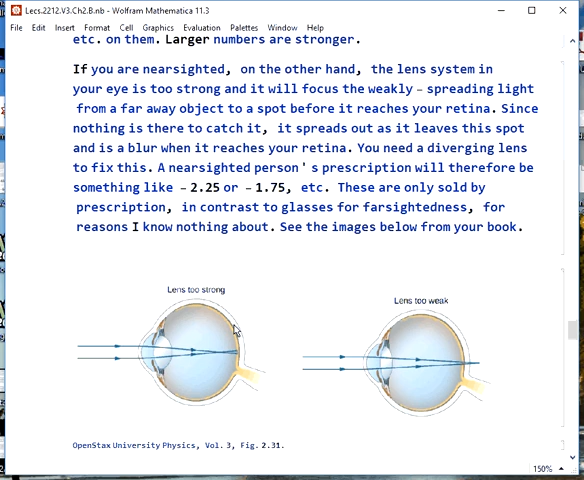 Lecs.2212.V3.Ch2.B.nb - Wolfram Mathematica 11.3
File Edit Insert Format Cell Graphics Evaluation Palettes Window Help
etc. on them. Larger numbers are stronger.
If you are nearsighted, on the other hand, the lens system in
your eye is too strong and it will focus the weakly - spreading light
from a far away object to a spot before it reaches your retina. Since
nothing is there to catch it, it spreads out as it leaves this spot
and is a blur when it reaches your retina. You need a diverging lens
to fix this. A nearsighted person's prescription will therefore be
something like - 2.25 or - 1.75, etc. These are only sold by
prescription, in contrast to glasses for farsightedness, for
reasons I know nothing about. See the images below from your book.
Lens too strong
Lens too weak
OpenStax University Physics, Vol. 3, Fig. 2.31.
150%